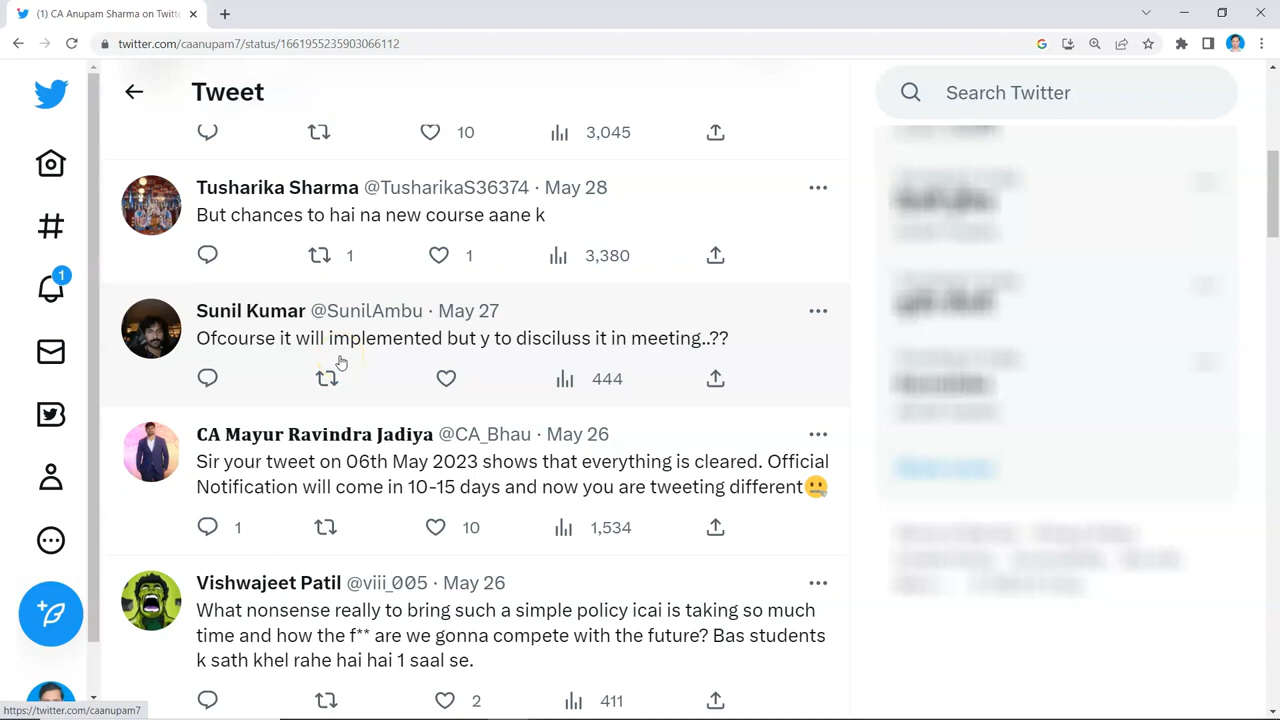 (1) CA Anupam Sharma on Twitte
twitter.com/caanupam7/status/1661955235903066112
Tweet
Search Twitter
10 3,045
Tusharika Sharma @TusharikaS36374 · May 28
But chances to hai na new course aane k
1 1 3,380
1
Sunil Kumar @SunilAmbu · May 27
Ofcourse it will implemented but y to disciluss it in meeting..??
444
CA Mayur Ravindra Jadiya @CA_Bhau · May 26
Sir your tweet on 06th May 2023 shows that everything is cleared. Official
Notification will come in 10-15 days and now you are tweeting different🤐
1 10 1,534
Vishwajeet Patil @viii_005 · May 26
What nonsense really to bring such a simple policy icai is taking so much
time and how the f** are we gonna compete with the future? Bas students
k sath khel rahe hai hai 1 saal se.
2 411
https://twitter.com/caanupam7